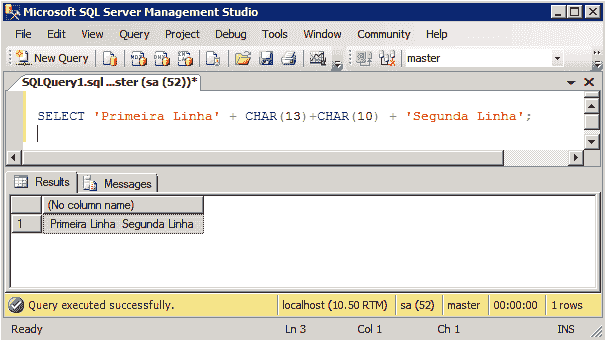 Microsoft SQL Server Management Studio
File Edit View Query Project Debug Tools Window Community Help
New Query master
SQLQuery1.sql ...ster (sa (52))*
SELECT 'Primeira Linha' + CHAR(13)+CHAR(10) + 'Segunda Linha';
Results Messages
(No column name)
1 Primeira Linha Segunda Linha
Query executed successfully. localhost (10.50 RTM) sa (52) master 00:00:00 1 rows
Ready Ln 3 Col 1 Ch 1 INS